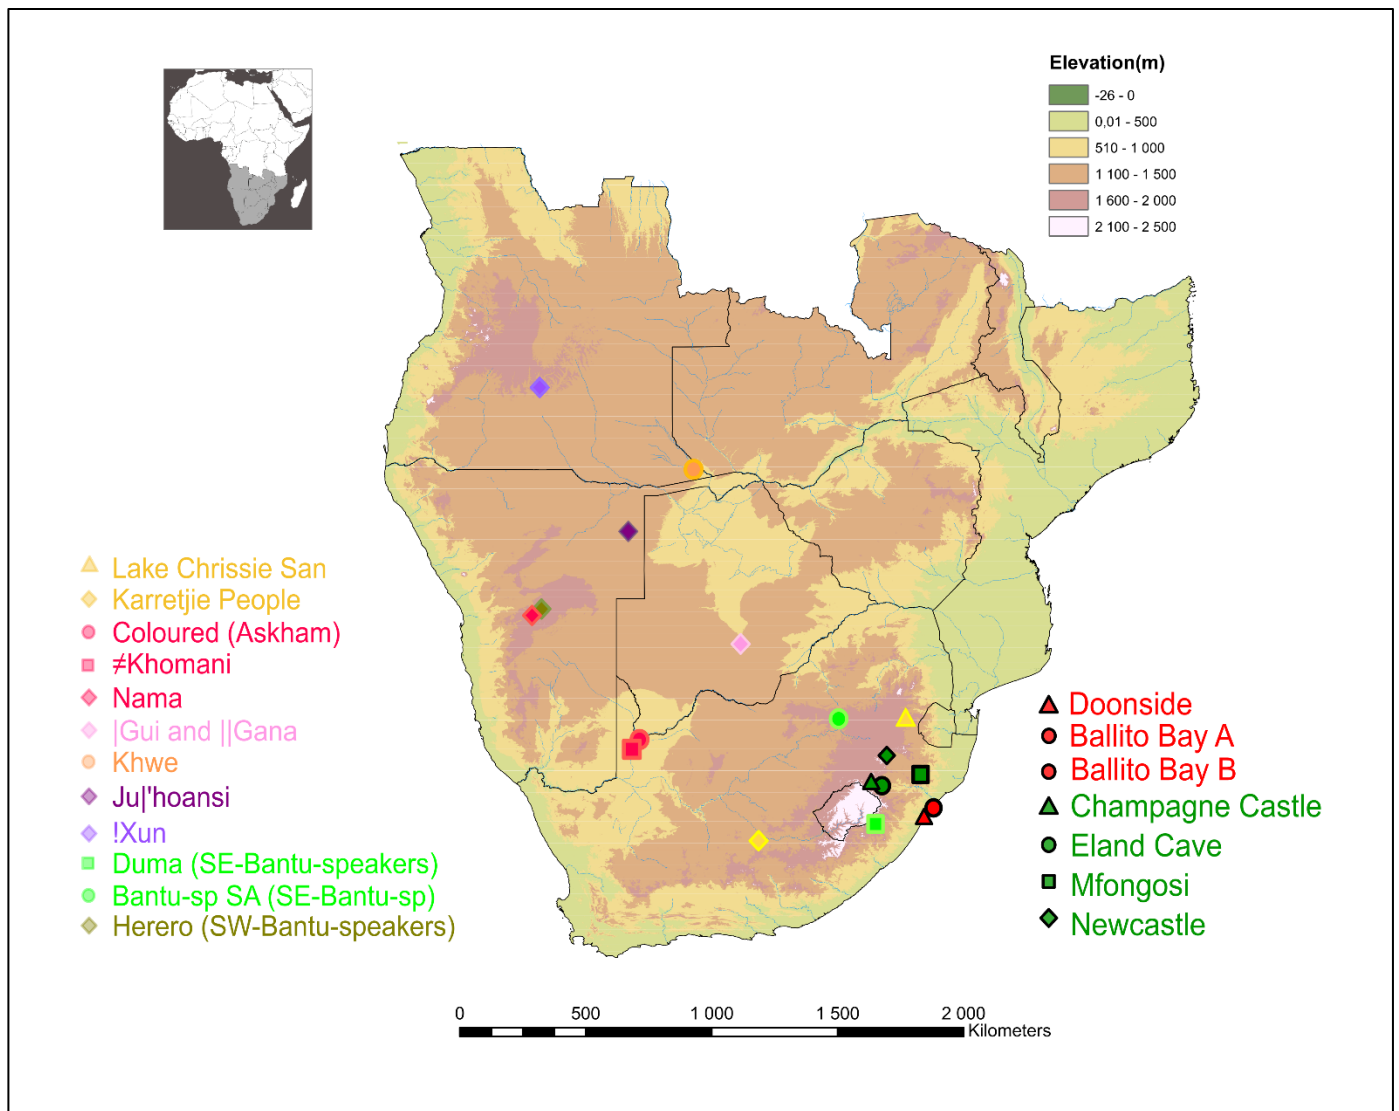 Elevation(m)
-26 - 0
0,01 - 500
510 - 1 000
1 100 - 1 500
1 600 - 2 000
2 100 - 2 500
Lake Chrissie San
Karretjie People
Coloured (Askham)
≠Khomani
Nama
|Gui and ||Gana
Khwe
Ju|'hoansi
!Xun
Duma (SE-Bantu-speakers)
Bantu-sp SA (SE-Bantu-sp)
Herero (SW-Bantu-speakers)
Doonside
Ballito Bay A
Ballito Bay B
Champagne Castle
Eland Cave
Mfongosi
Newcastle
0 500 1 000 1 500 2 000
Kilometers